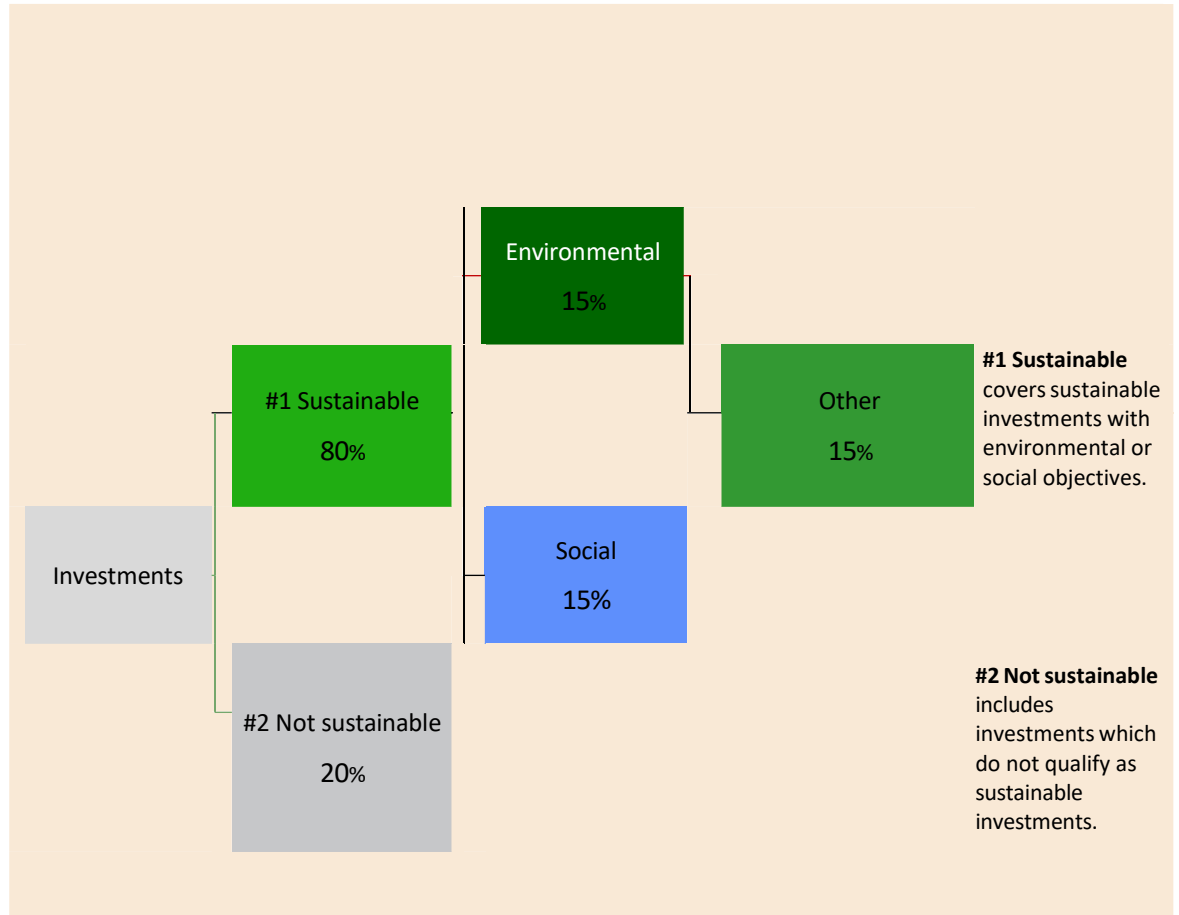 Environmental
15%
#1 Sustainable
80%
Other
15%
#1 Sustainable
covers sustainable
investments with
environmental or
social objectives.
Investments
Social
15%
#2 Not sustainable
20%
#2 Not sustainable
includes
investments which
do not qualify as
sustainable
investments.